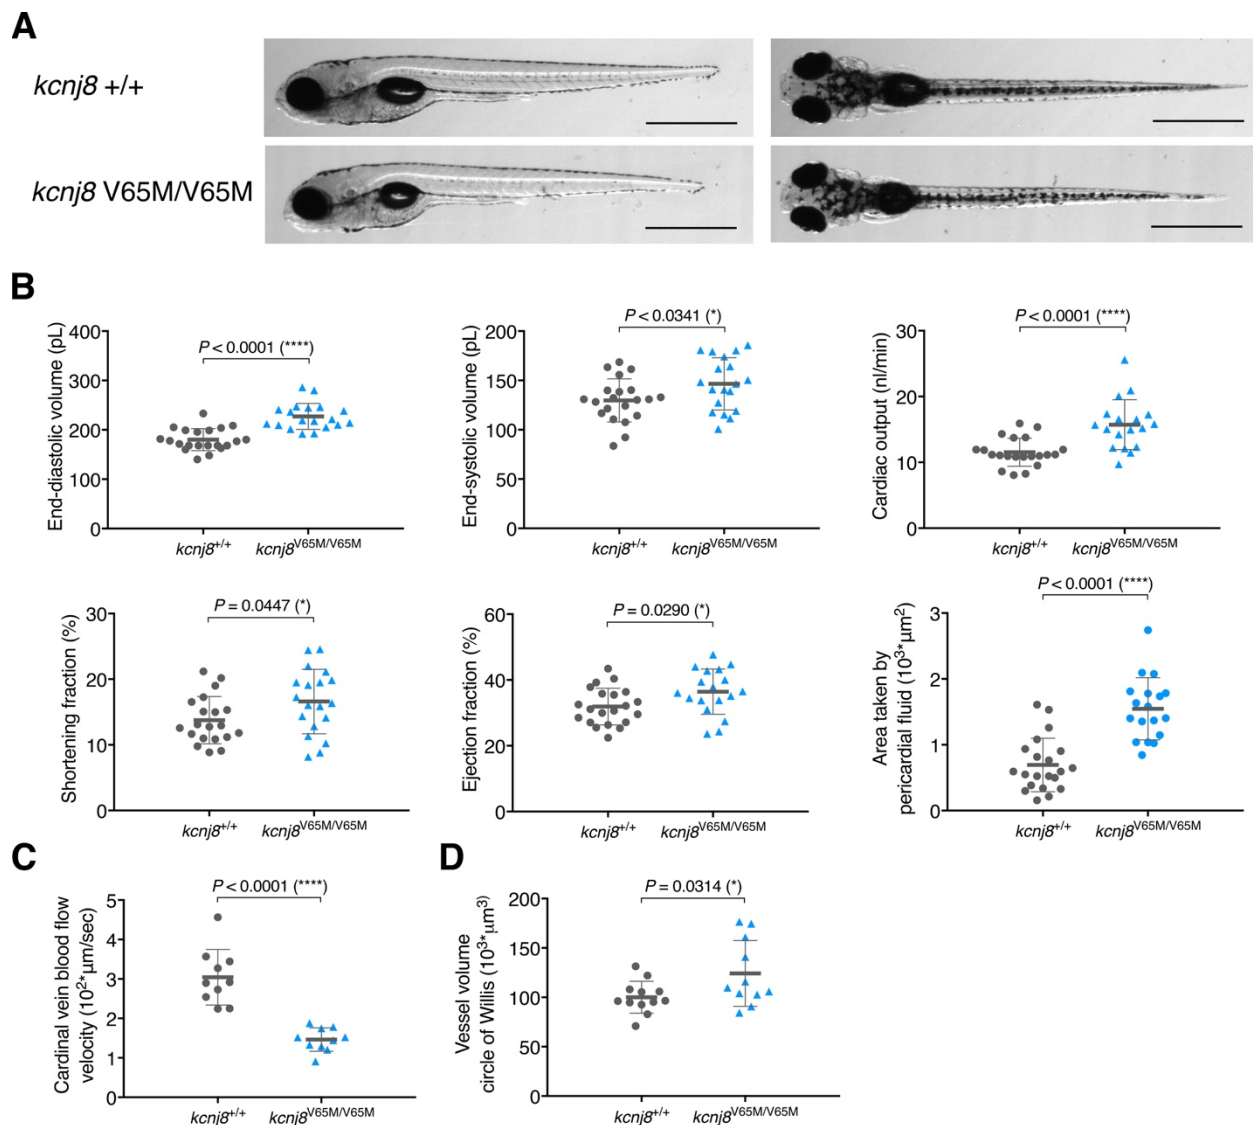 A
kcnj8 +/+
kcnj8 V65M/V65M
B
End-diastolic volume (pL)
400
300
200
100
0
P < 0.0001 (****)
kcnj8+/+
kcnj8V65M/V65M
End-systolic volume (pL)
200
150
100
50
0
P < 0.0341 (*)
kcnj8+/+
kcnj8V65M/V65M
Cardiac output (nl/min)
30
20
10
0
P < 0.0001 (****)
kcnj8+/+
kcnj8V65M/V65M
Shortening fraction (%)
30
20
10
0
P = 0.0447 (*)
kcnj8+/+
kcnj8V65M/V65M
Ejection fraction (%)
60
40
20
0
P = 0.0290 (*)
kcnj8+/+
kcnj8V65M/V65M
Area taken by
pericardial fluid (10³*µm²)
3
2
1
0
P < 0.0001 (****)
kcnj8+/+
kcnj8V65M/V65M
C
Cardinal vein blood flow
velocity (10²*µm/sec)
5
4
3
2
1
0
P < 0.0001 (****)
kcnj8+/+
kcnj8V65M/V65M
D
Vessel volume
circle of Willis (10³*µm³)
200
150
100
50
0
P = 0.0314 (*)
kcnj8+/+
kcnj8V65M/V65M